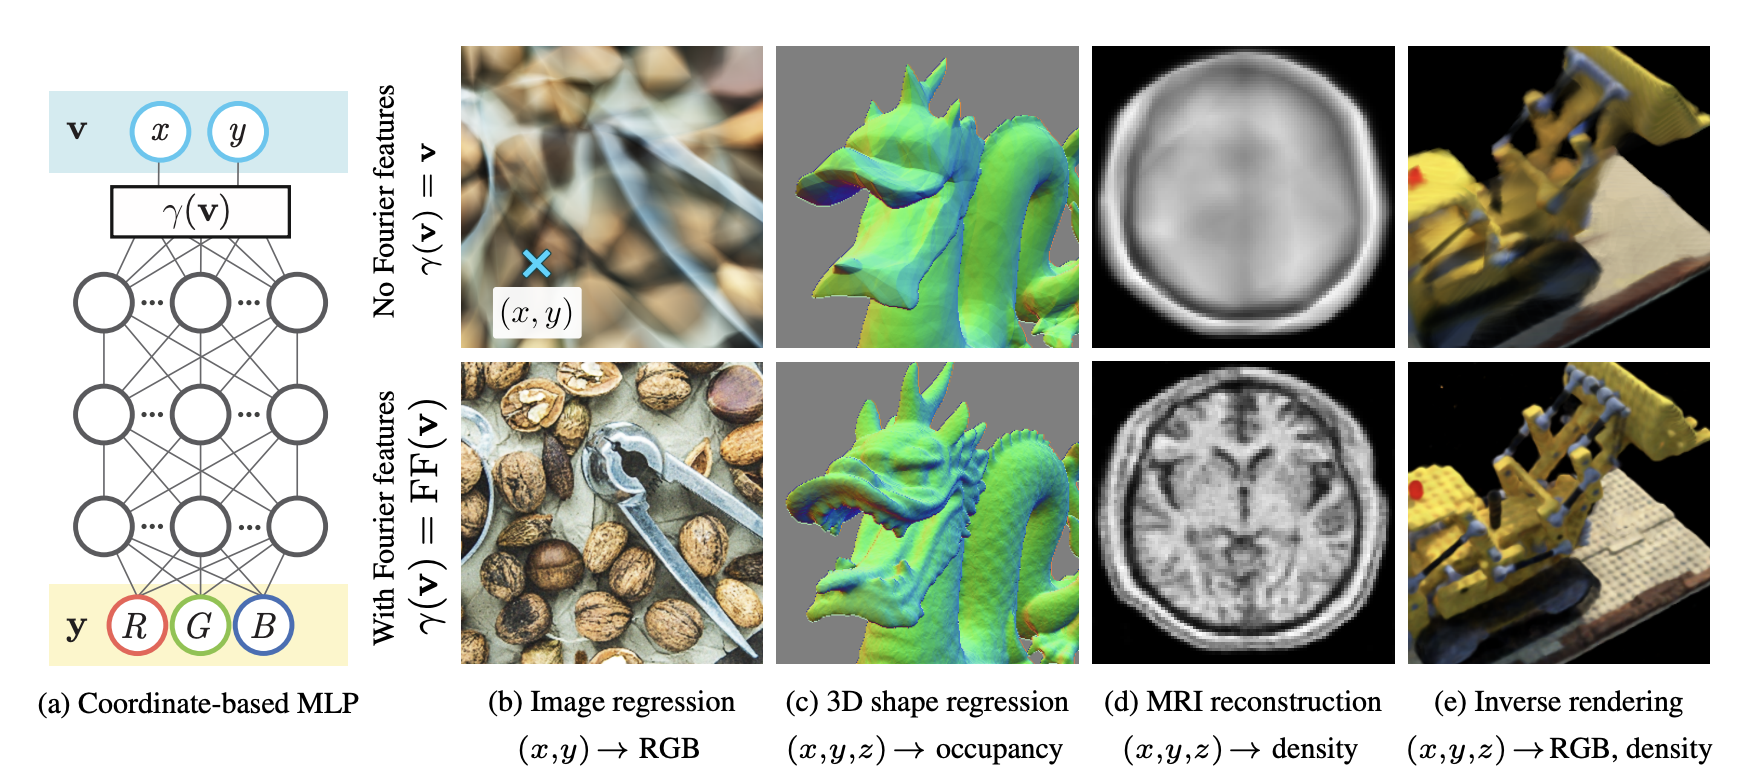 v
x
y
γ(v)
...
...
...
...
...
...
y
R
G
B
(a) Coordinate-based MLP
No Fourier features
γ(v) = v
With Fourier features
γ(v) = FF(v)
(x, y)
(b) Image regression
(x,y) → RGB
(c) 3D shape regression
(x,y,z) → occupancy
(d) MRI reconstruction
(x,y,z) → density
(e) Inverse rendering
(x,y,z) → RGB, density